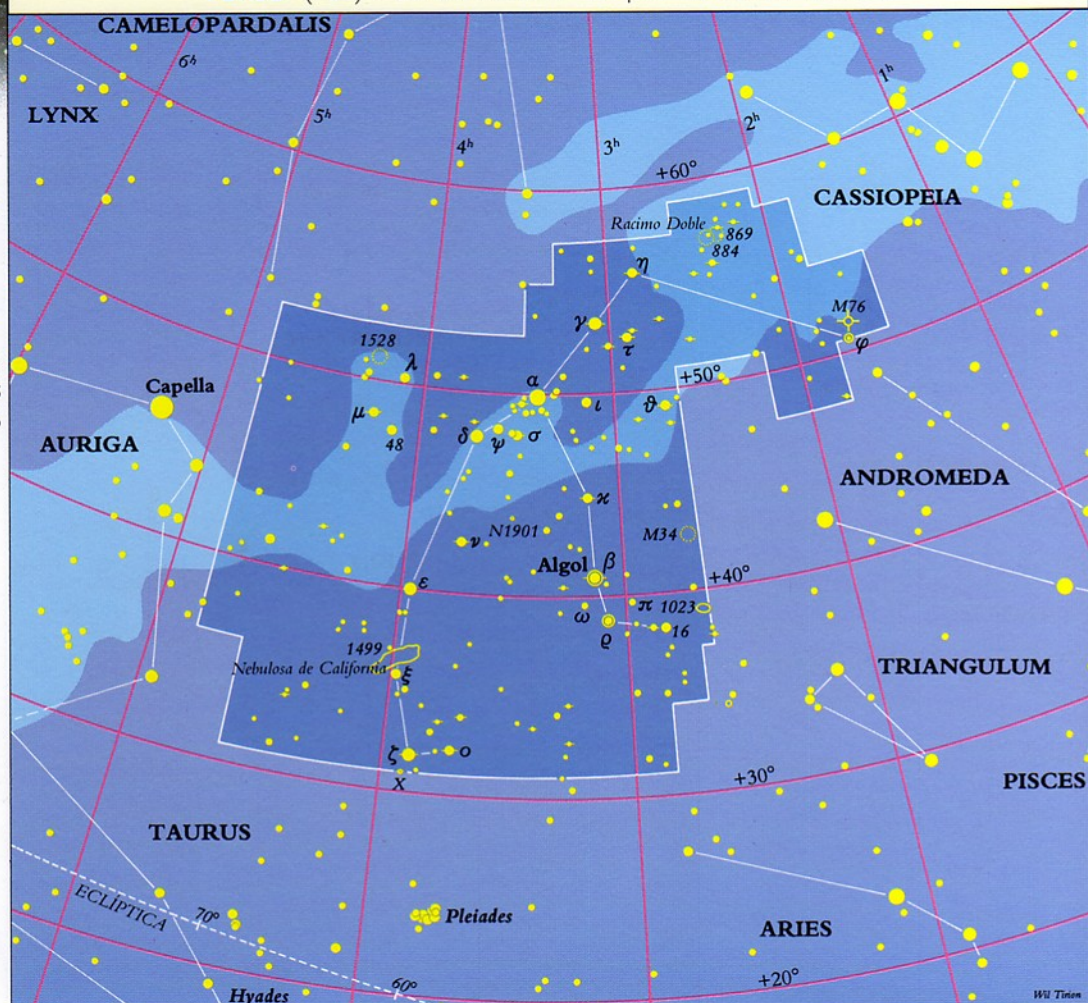 CAMELOPARDALIS
6h
1h
LYNX
5h
2h
4h
3h
+60°
CASSIOPEIA
Racimo Doble
869
884
η
M76
γ
τ
φ
1528
λ
+50°
Capella
α
μ
ι
ϑ
δ
ψ
σ
48
AURIGA
ANDROMEDA
ϰ
ν
N1901
M34
Algol
β
+40°
ε
π
1023
ω
16
ϱ
1499
Nebulosa de California
ξ
TRIANGULUM
ζ
ο
X
+30°
PISCES
TAURUS
ECLÍPTICA
70°
Pleiades
ARIES
60°
+20°
Hyades
Wil Tirion